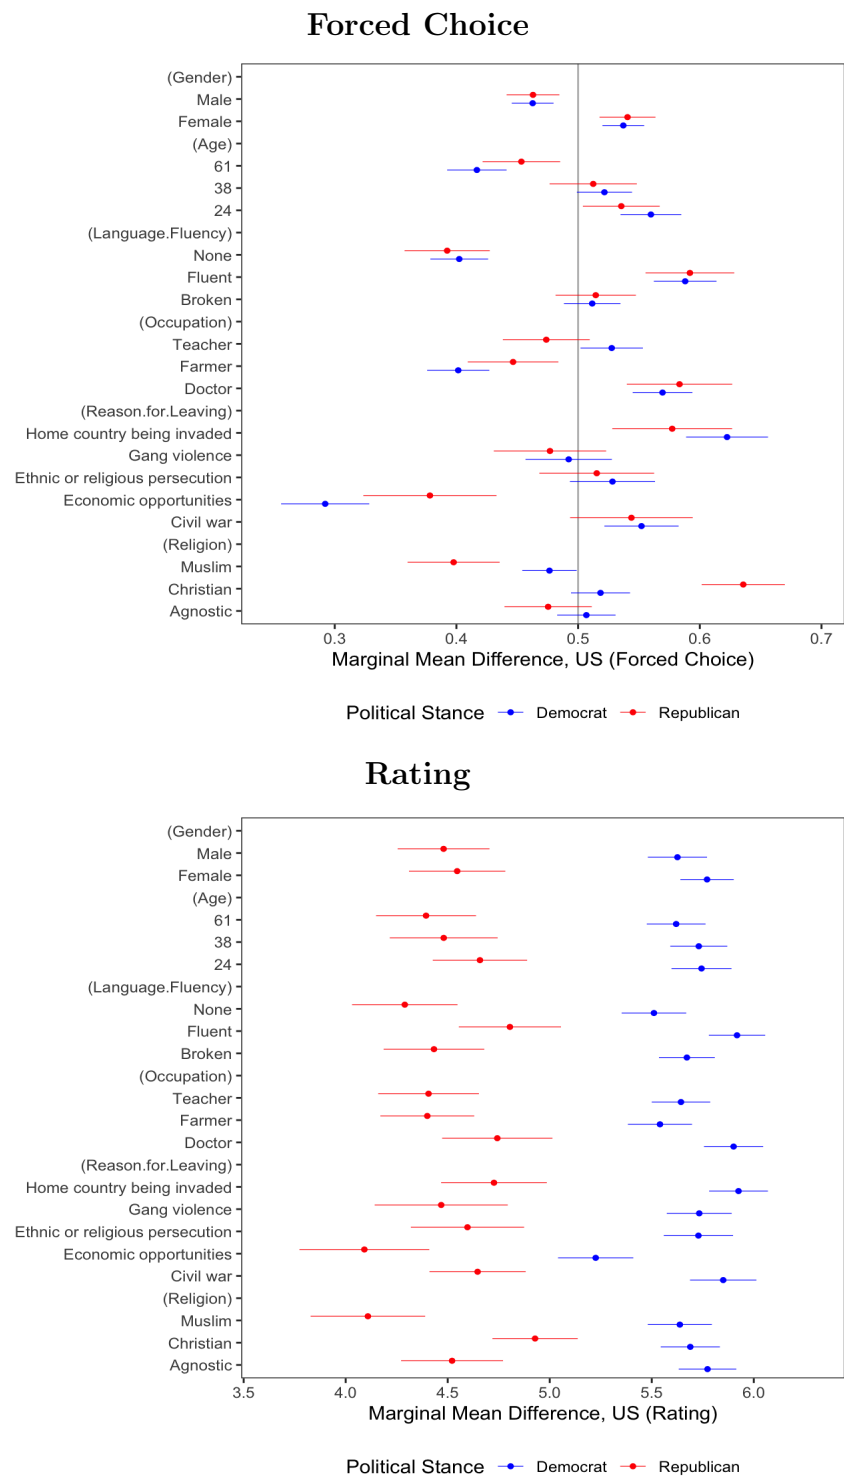 Forced Choice
(Gender)
Male
Female
(Age)
61
38
24
(Language.Fluency)
None
Fluent
Broken
(Occupation)
Teacher
Farmer
Doctor
(Reason.for.Leaving)
Home country being invaded
Gang violence
Ethnic or religious persecution
Economic opportunities
Civil war
(Religion)
Muslim
Christian
Agnostic
0.3 0.4 0.5 0.6 0.7
Marginal Mean Difference, US (Forced Choice)
Political Stance Democrat Republican
Rating
(Gender)
Male
Female
(Age)
61
38
24
(Language.Fluency)
None
Fluent
Broken
(Occupation)
Teacher
Farmer
Doctor
(Reason.for.Leaving)
Home country being invaded
Gang violence
Ethnic or religious persecution
Economic opportunities
Civil war
(Religion)
Muslim
Christian
Agnostic
3.5 4.0 4.5 5.0 5.5 6.0
Marginal Mean Difference, US (Rating)
Political Stance Democrat Republican